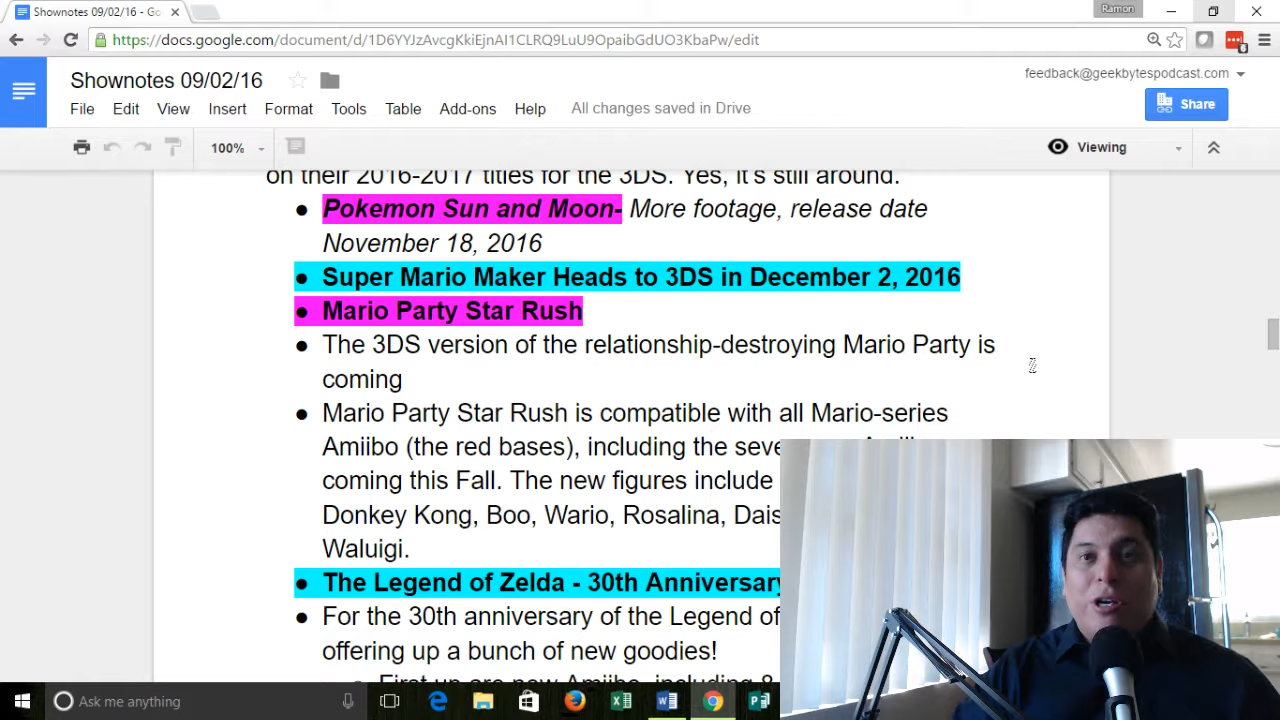 Shownotes 09/02/16 - Go
Ramon
https://docs.google.com/document/d/1D6YYJzAvcgKkiEjnAI1CLRQ9LuU9OpaibGdUO3KbaPw/edit
Shownotes 09/02/16
feedback@geekbytespodcast.com
File Edit View Insert Format Tools Table Add-ons Help All changes saved in Drive
Share
100%
Viewing
on their 2016-2017 titles for the 3DS. Yes, it's still around.
● Pokemon Sun and Moon- More footage, release date
November 18, 2016
● Super Mario Maker Heads to 3DS in December 2, 2016
● Mario Party Star Rush
● The 3DS version of the relationship-destroying Mario Party is
coming
● Mario Party Star Rush is compatible with all Mario-series
Amiibo (the red bases), including the seve
coming this Fall. The new figures include
Donkey Kong, Boo, Wario, Rosalina, Dais
Waluigi.
● The Legend of Zelda - 30th Anniversary
● For the 30th anniversary of the Legend of
offering up a bunch of new goodies!
First up are new Amiibo, including 8
Ask me anything